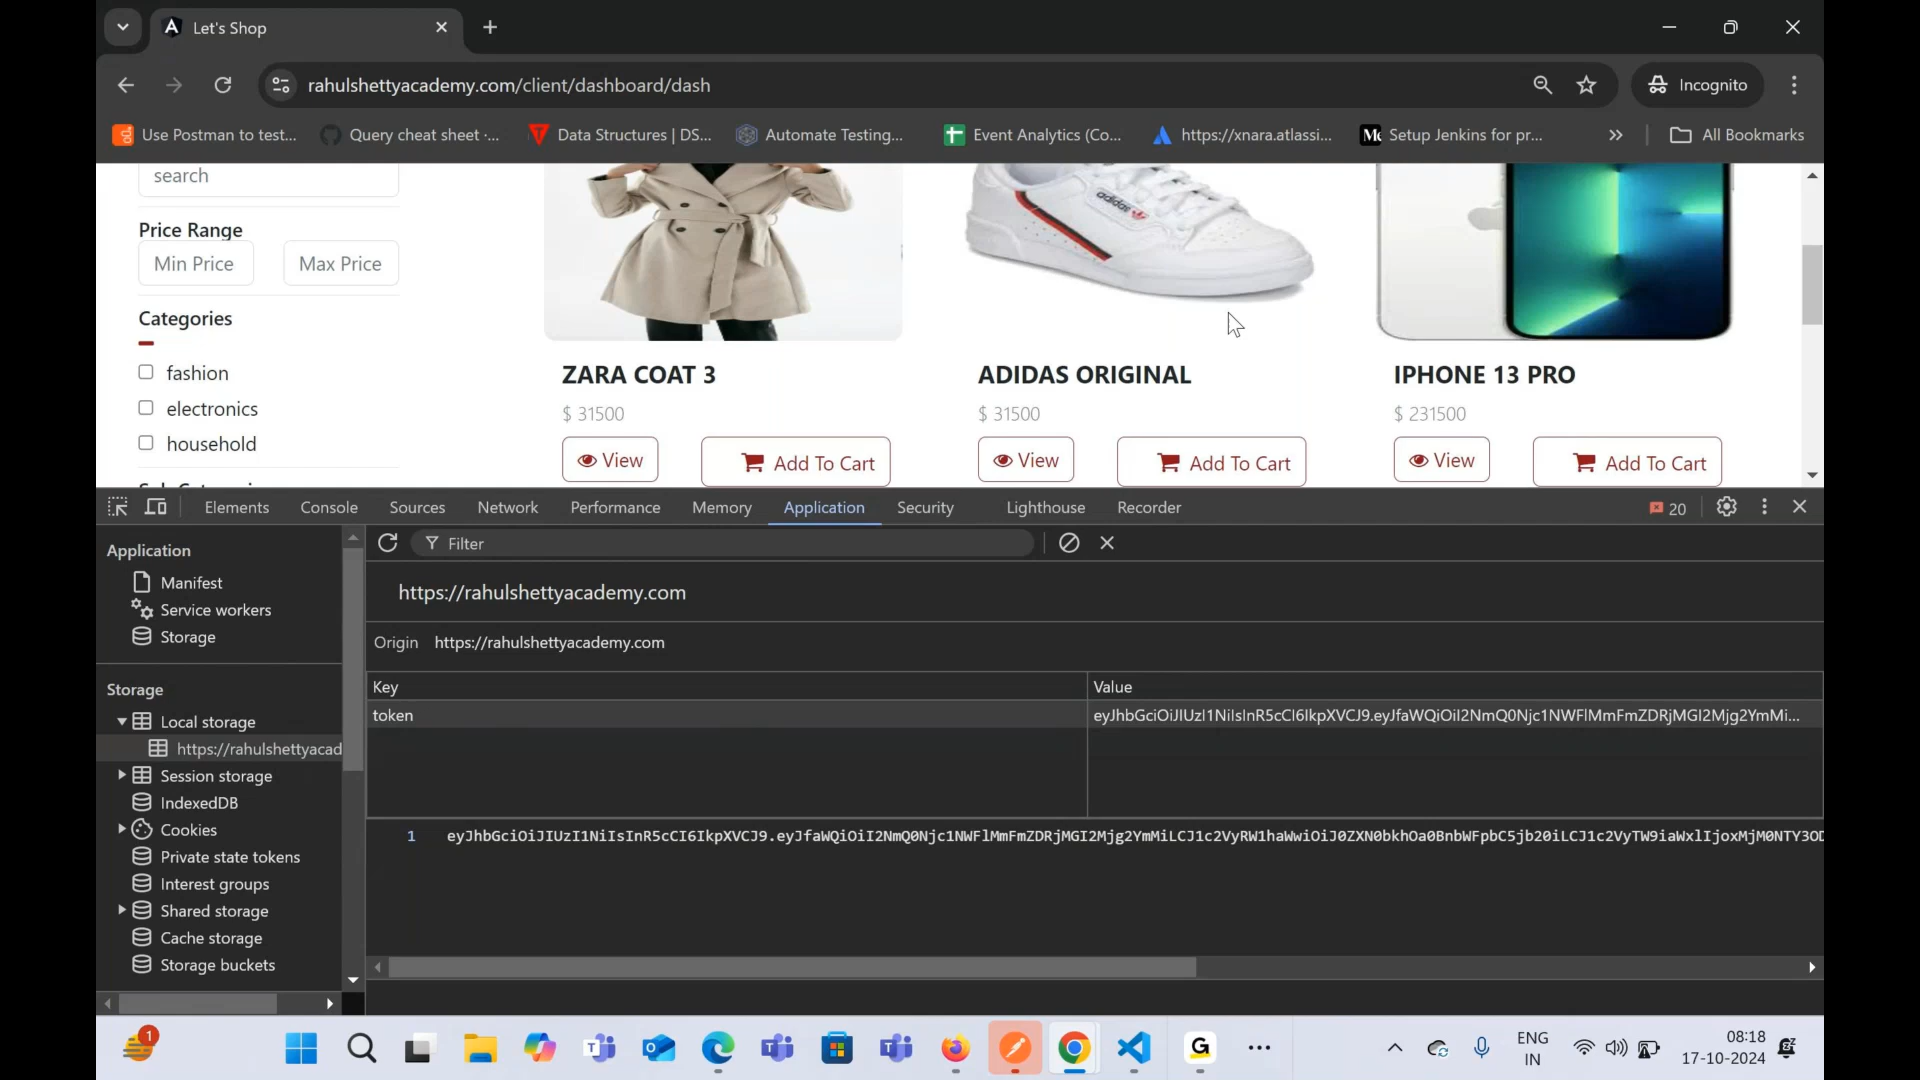 Let's Shop
rahulshettyacademy.com/client/dashboard/dash
Incognito
Use Postman to test...
Query cheat sheet ·...
Data Structures | DS...
Automate Testing...
Event Analytics (Co...
https://xnara.atlassi...
Setup Jenkins for pr...
All Bookmarks
search
Price Range
Min Price
Max Price
Categories
fashion
electronics
household
adidas
ZARA COAT 3
$ 31500
View
Add To Cart
ADIDAS ORIGINAL
$ 31500
View
Add To Cart
IPHONE 13 PRO
$ 231500
View
Add To Cart
Elements
Console
Sources
Network
Performance
Memory
Application
Security
Lighthouse
Recorder
20
Application
Manifest
Service workers
Storage
Storage
Local storage
https://rahulshettyacad
Session storage
IndexedDB
Cookies
Private state tokens
Interest groups
Shared storage
Cache storage
Storage buckets
Filter
https://rahulshettyacademy.com
Origin https://rahulshettyacademy.com
Key
Value
token
eyJhbGciOiJIUzI1NiIsInR5cCI6IkpXVCJ9.eyJfaWQiOiI2NmQ0Njc1NWFlMmFmZDRjMGI2Mjg2YmMi...
1 eyJhbGciOiJIUzI1NiIsInR5cCI6IkpXVCJ9.eyJfaWQiOiI2NmQ0Njc1NWFlMmFmZDRjMGI2Mjg2YmMiLCJ1c2VyRW1haWwiOiJ0ZXN0bkhOa0BnbWFpbC5jb20iLCJ1c2VyTW9iaWxlIjoxMjM0NTY3OD
1
ENG
IN
08:18
17-10-2024